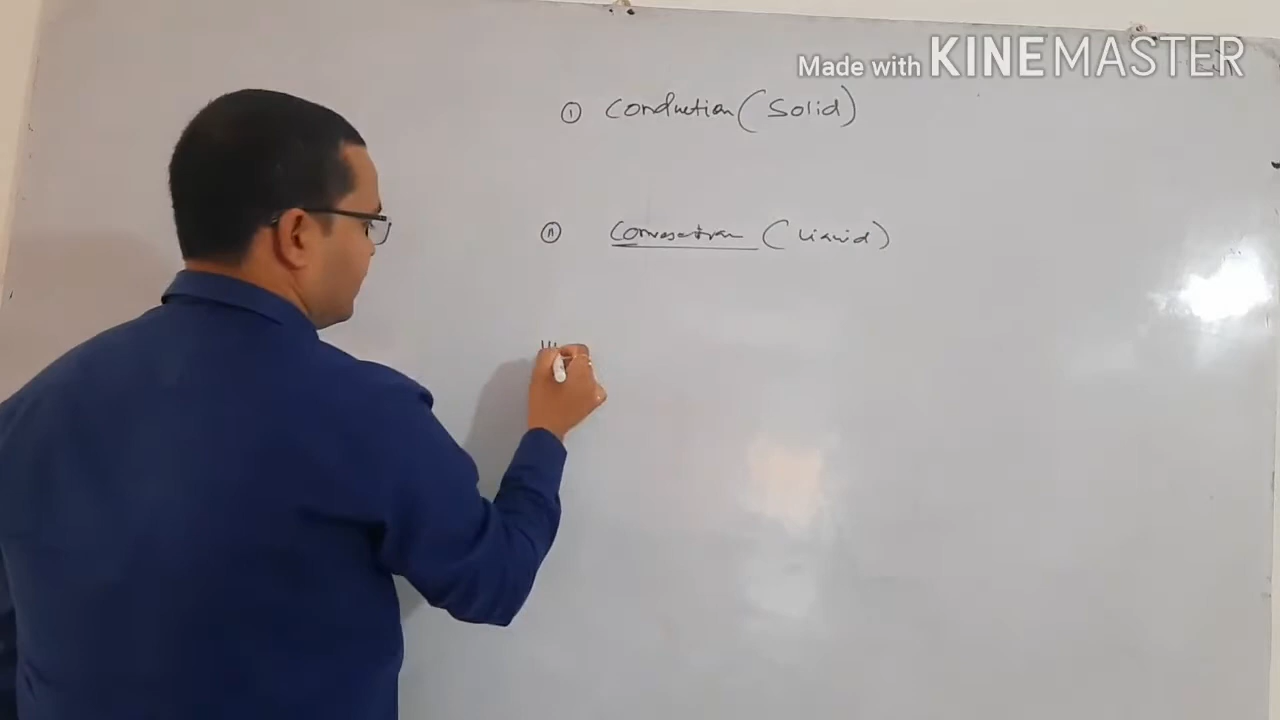 Made with KINEMASTER
① Conduction (Solid)
② Convection (Liquid)